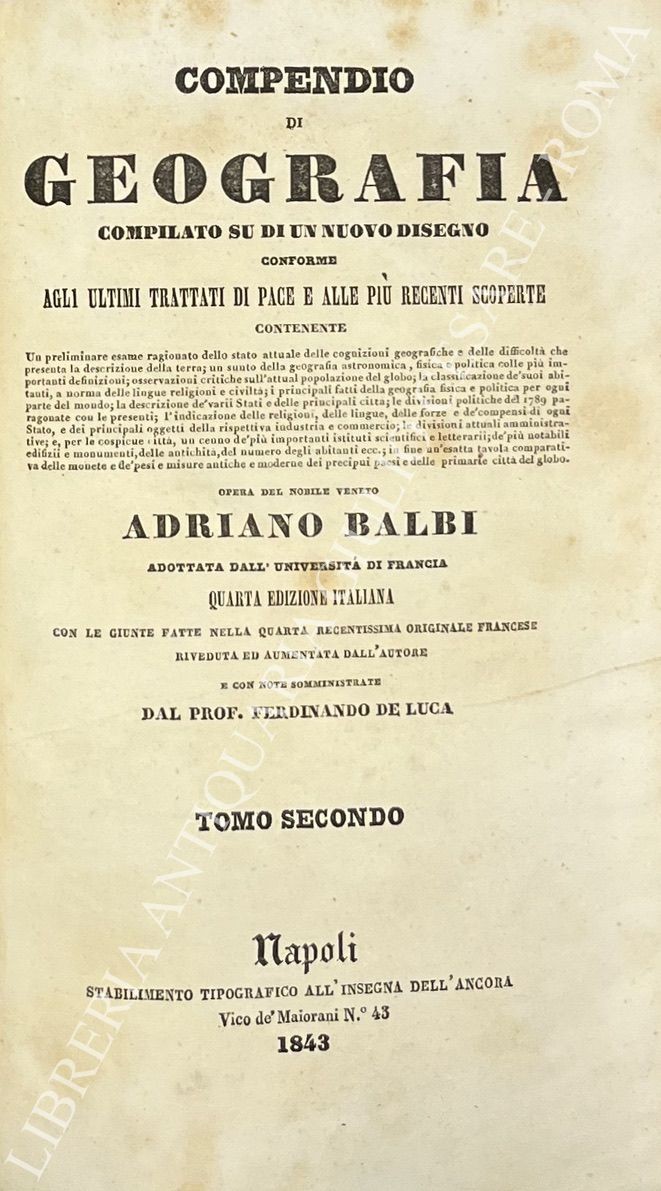 COMPENDIO
DI
GEOGRAFIA
COMPILATO SU DI UN NUOVO DISEGNO
CONFORME
AGLI ULTIMI TRATTATI DI PACE E ALLE PIÙ RECENTI SCOPERTE
CONTENENTE
Un preliminare esame ragionato dello stato attuale delle cognizioni geografiche e delle difficoltà che
presenta la descrizione della terra; un sunto della geografia astronomica, fisica e politica colle più im-
portanti definizioni; osservazioni critiche sull'attual popolazione del globo; la classificazione de'suoi abi-
tanti, a norma delle lingue religioni e civiltà; i principali fatti della geografia fisica e politica per ogni
parte del mondo; la descrizione de'varii Stati e delle principali città; le divisioni politiche del 1789 pa-
ragonate con le presenti; l'indicazione delle religioni, delle lingue, delle forze e de'compensi di ogni
Stato, e dei principali oggetti della rispettiva industria e commercio; le divisioni attuali amministra-
tive; e, per le cospicue città, un cenno de'più importanti istituti scientifici e letterarii; de'più notabili
edifizii e monumenti, delle antichità, del numero degli abitanti ecc.; in fine un'esatta tavola comparati-
va delle monete e de'pesi e misure antiche e moderne dei precipui paesi e delle primarie città del globo.
OPERA DEL NOBILE VENETO
ADRIANO BALBI
ADOTTATA DALL' UNIVERSITÁ DI FRANCIA
QUARTA EDIZIONE ITALIANA
CON LE GIUNTE FATTE NELLA QUARTA RECENTISSIMA ORIGINALE FRANCESE
RIVEDUTA ED AUMENTATA DALL'AUTORE
E CON NOTE SOMMINISTRATE
DAL PROF. FERDINANDO DE LUCA
TOMO SECONDO
Napoli
STABILIMENTO TIPOGRAFICO ALL'INSEGNA DELL'ANCORA
Vico de' Maiorani N.° 43
1843
LIBRERIA ANTIQUARIA GIULIO CESARE - ROMA